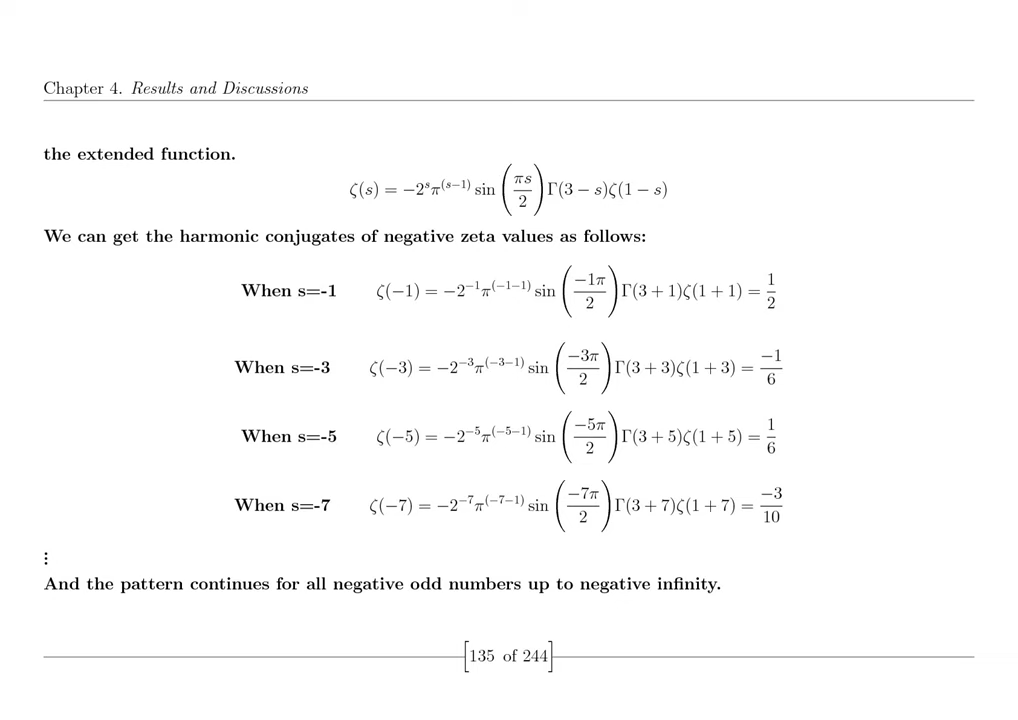 Chapter 4. Results and Discussions
the extended function.
ζ(s) = −2^s π^(s−1) sin(πs/2) Γ(3 − s)ζ(1 − s)
We can get the harmonic conjugates of negative zeta values as follows:
When s=-1 ζ(−1) = −2^−1 π^(−1−1) sin(−1π/2) Γ(3 + 1)ζ(1 + 1) = 1/2
When s=-3 ζ(−3) = −2^−3 π^(−3−1) sin(−3π/2) Γ(3 + 3)ζ(1 + 3) = −1/6
When s=-5 ζ(−5) = −2^−5 π^(−5−1) sin(−5π/2) Γ(3 + 5)ζ(1 + 5) = 1/6
When s=-7 ζ(−7) = −2^−7 π^(−7−1) sin(−7π/2) Γ(3 + 7)ζ(1 + 7) = −3/10
⋮
And the pattern continues for all negative odd numbers up to negative infinity.
[135 of 244]